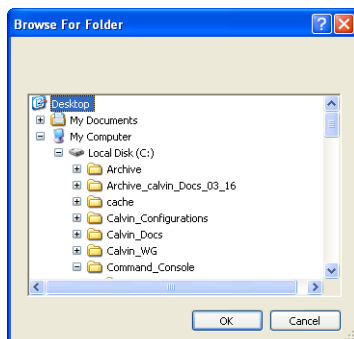 Browse For Folder
Desktop
My Documents
My Computer
Local Disk (C:)
Archive
Archive_calvin_Docs_03_16
cache
Calvin_Configurations
Calvin_Docs
Calvin_WG
Command_Console
OK
Cancel